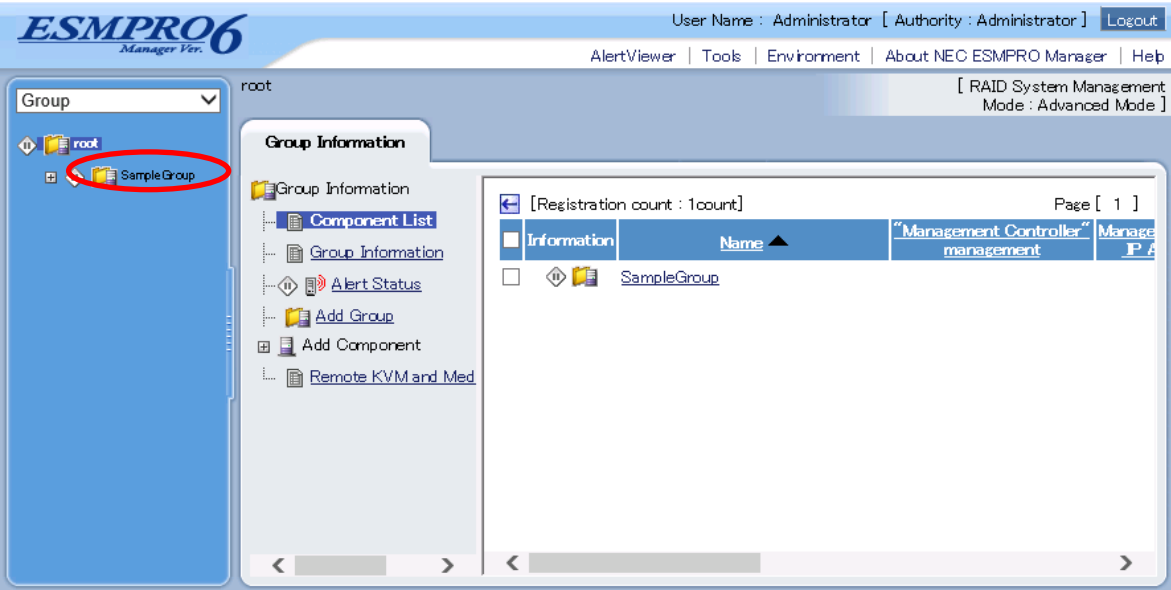 ESMPRO6
Manager Ver.
User Name : Administrator [ Authority : Administrator ] Logout
AlertViewer | Tools | Environment | About NEC ESMPRO Manager | Help
Group
root
SampleGroup
root
[ RAID System Management
Mode : Advanced Mode ]
Group Information
Group Information
Component List
Group Information
Alert Status
Add Group
Add Component
Remote KVM and Med
[Registration count : 1count] Page [ 1 ]
Information Name "Management Controller" management Manage
P A
SampleGroup